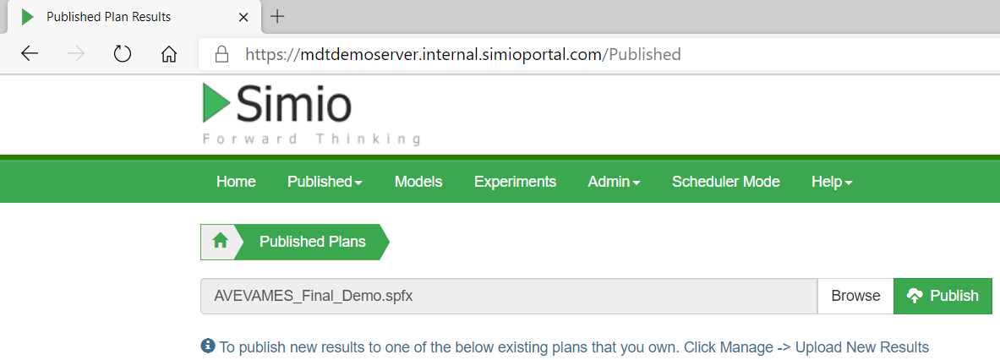 Published Plan Results
https://mdtdemoserver.internal.simioportal.com/Published
Simio
Forward Thinking
Home Published Models Experiments Admin Scheduler Mode Help
Published Plans
AVEVAMES_Final_Demo.spfx Browse Publish
To publish new results to one of the below existing plans that you own. Click Manage -> Upload New Results